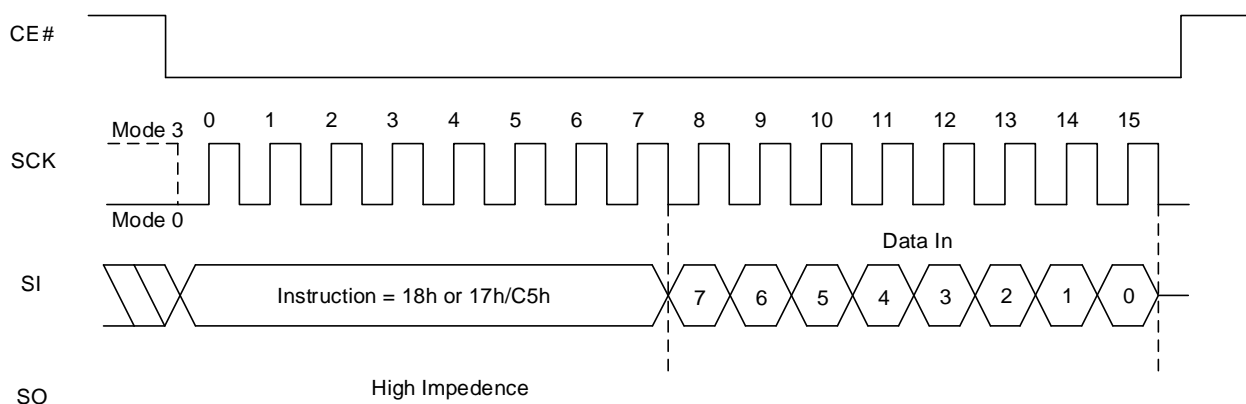 CE#
SCK
Mode 3
0 1 2 3 4 5 6 7 8 9 10 11 12 13 14 15
Mode 0
Data In
SI
Instruction = 18h or 17h/C5h
7 6 5 4 3 2 1 0
SO
High Impedence